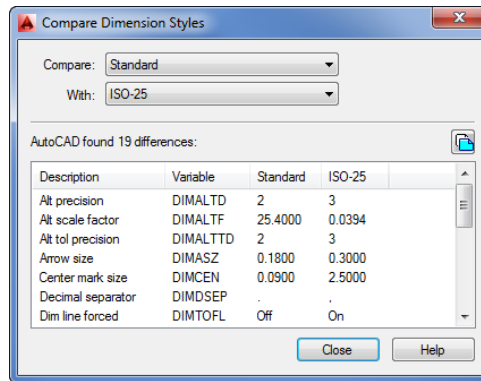 Compare Dimension Styles
Compare: Standard
With: ISO-25
AutoCAD found 19 differences:
Description Variable Standard ISO-25
Alt precision DIMALTD 2 3
Alt scale factor DIMALTF 25.4000 0.0394
Alt tol precision DIMALTTD 2 3
Arrow size DIMASZ 0.1800 0.3000
Center mark size DIMCEN 0.0900 2.5000
Decimal separator DIMDSEP . ,
Dim line forced DIMTOFL Off On
Close Help